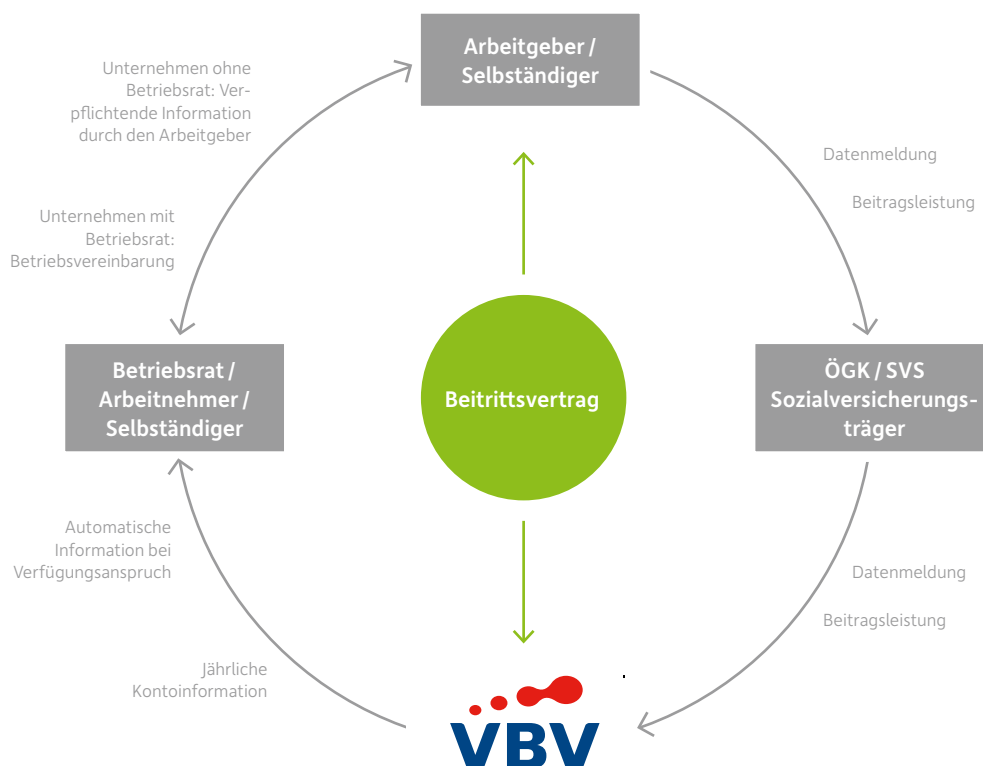 Arbeitgeber /
Selbständiger
Unternehmen ohne
Betriebsrat: Ver-
pflichtende Information
durch den Arbeitgeber
Datenmeldung
Beitragsleistung
Unternehmen mit
Betriebsrat:
Betriebsvereinbarung
Betriebsrat /
Arbeitnehmer /
Selbständiger
Beitrittsvertrag
ÖGK / SVS
Sozialversicherungs-
träger
Automatische
Information bei
Verfügungsanspruch
Datenmeldung
Beitragsleistung
Jährliche
Kontoinformation
VBV